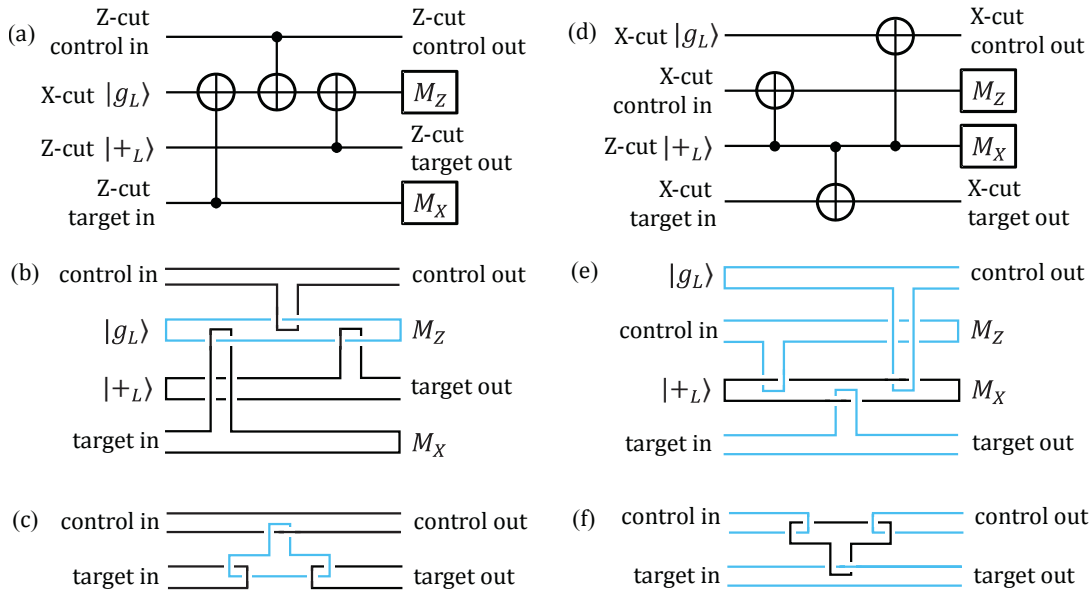 (a)
Z-cut
control in
Z-cut
control out
X-cut |g_L⟩
M_Z
Z-cut |+_L⟩
Z-cut
target out
Z-cut
target in
M_X
(b)
control in
control out
|g_L⟩
M_Z
|+_L⟩
target out
target in
M_X
(c)
control in
control out
target in
target out
(d)
X-cut |g_L⟩
X-cut
control out
X-cut
control in
M_Z
Z-cut |+_L⟩
M_X
X-cut
target in
X-cut
target out
(e)
|g_L⟩
control out
control in
M_Z
|+_L⟩
M_X
target in
target out
(f)
control in
control out
target in
target out